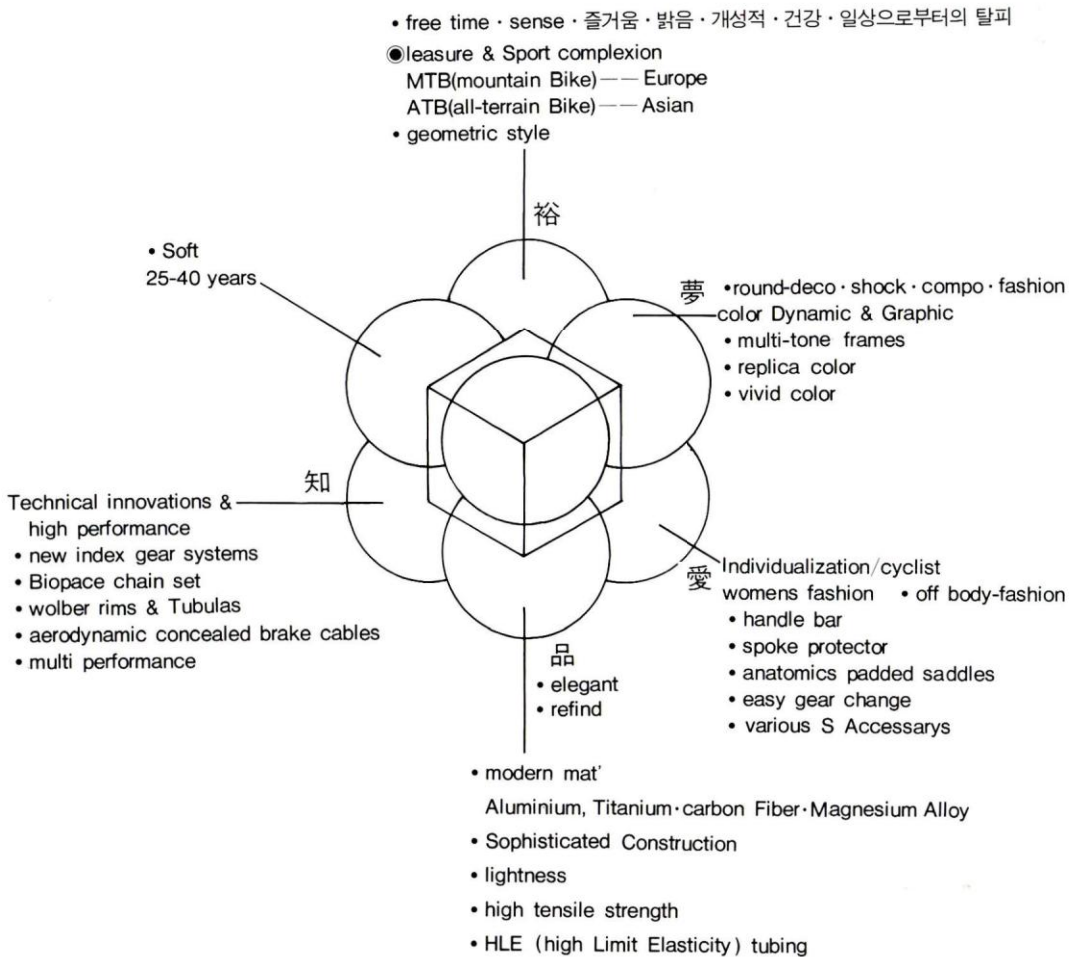 • free time · sense · 즐거움 · 밝음 · 개성적 · 건강 · 일상으로부터의 탈피
◉leasure & Sport complexion
MTB(mountain Bike)—— Europe
ATB(all-terrain Bike)—— Asian
• geometric style
裕
• Soft
25-40 years
夢
•round-deco · shock · compo · fashion
color Dynamic & Graphic
• multi-tone frames
• replica color
• vivid color
知
Technical innovations &
high performance
• new index gear systems
• Biopace chain set
• wolber rims & Tubulas
• aerodynamic concealed brake cables
• multi performance
愛
Individualization/cyclist
womens fashion • off body-fashion
• handle bar
• spoke protector
• anatomics padded saddles
• easy gear change
• various S Accessarys
品
• elegant
• refind
• modern mat'
Aluminium, Titanium·carbon Fiber·Magnesium Alloy
• Sophisticated Construction
• lightness
• high tensile strength
• HLE (high Limit Elasticity) tubing